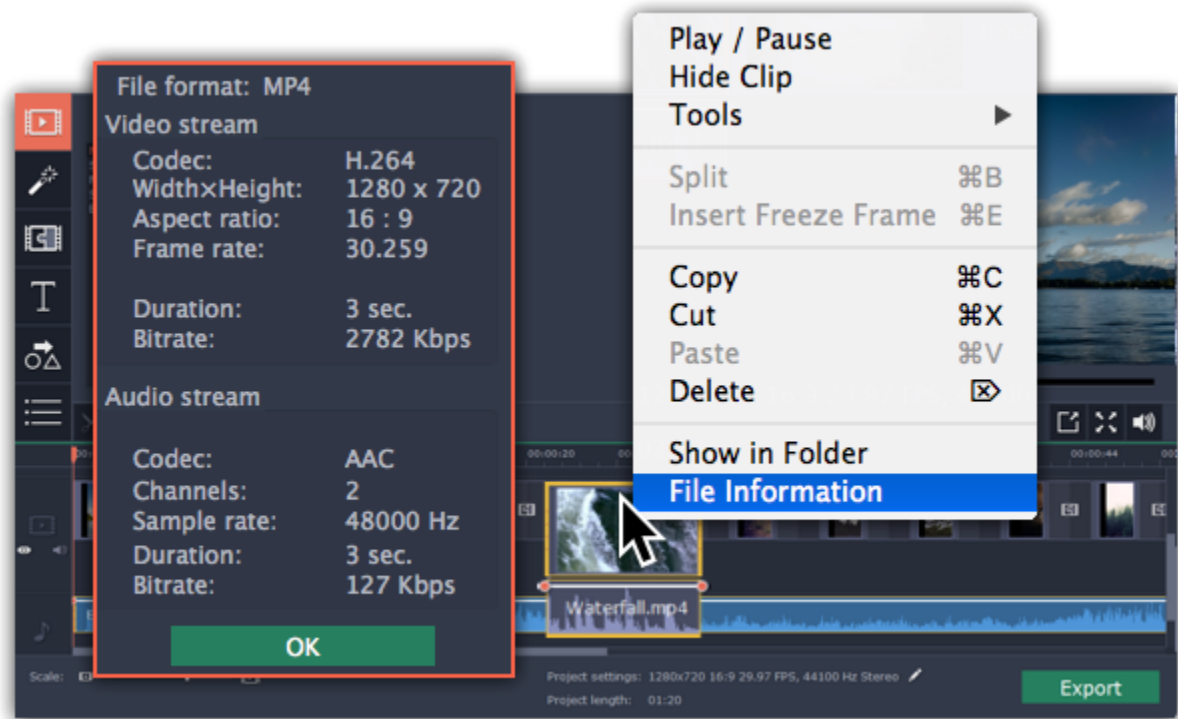 File format: MP4
Video stream
Codec: H.264
Width×Height: 1280 x 720
Aspect ratio: 16 : 9
Frame rate: 30.259
Duration: 3 sec.
Bitrate: 2782 Kbps
Audio stream
Codec: AAC
Channels: 2
Sample rate: 48000 Hz
Duration: 3 sec.
Bitrate: 127 Kbps
OK
Play / Pause
Hide Clip
Tools ▶
Split ⌘B
Insert Freeze Frame ⌘E
Copy ⌘C
Cut ⌘X
Paste ⌘V
Delete ⌦
Show in Folder
File Information
T
00:00:20
00:00:44
Waterfall.mp4
Scale:
Project settings: 1280x720 16:9 29.97 FPS, 44100 Hz Stereo
Project length: 01:20
Export